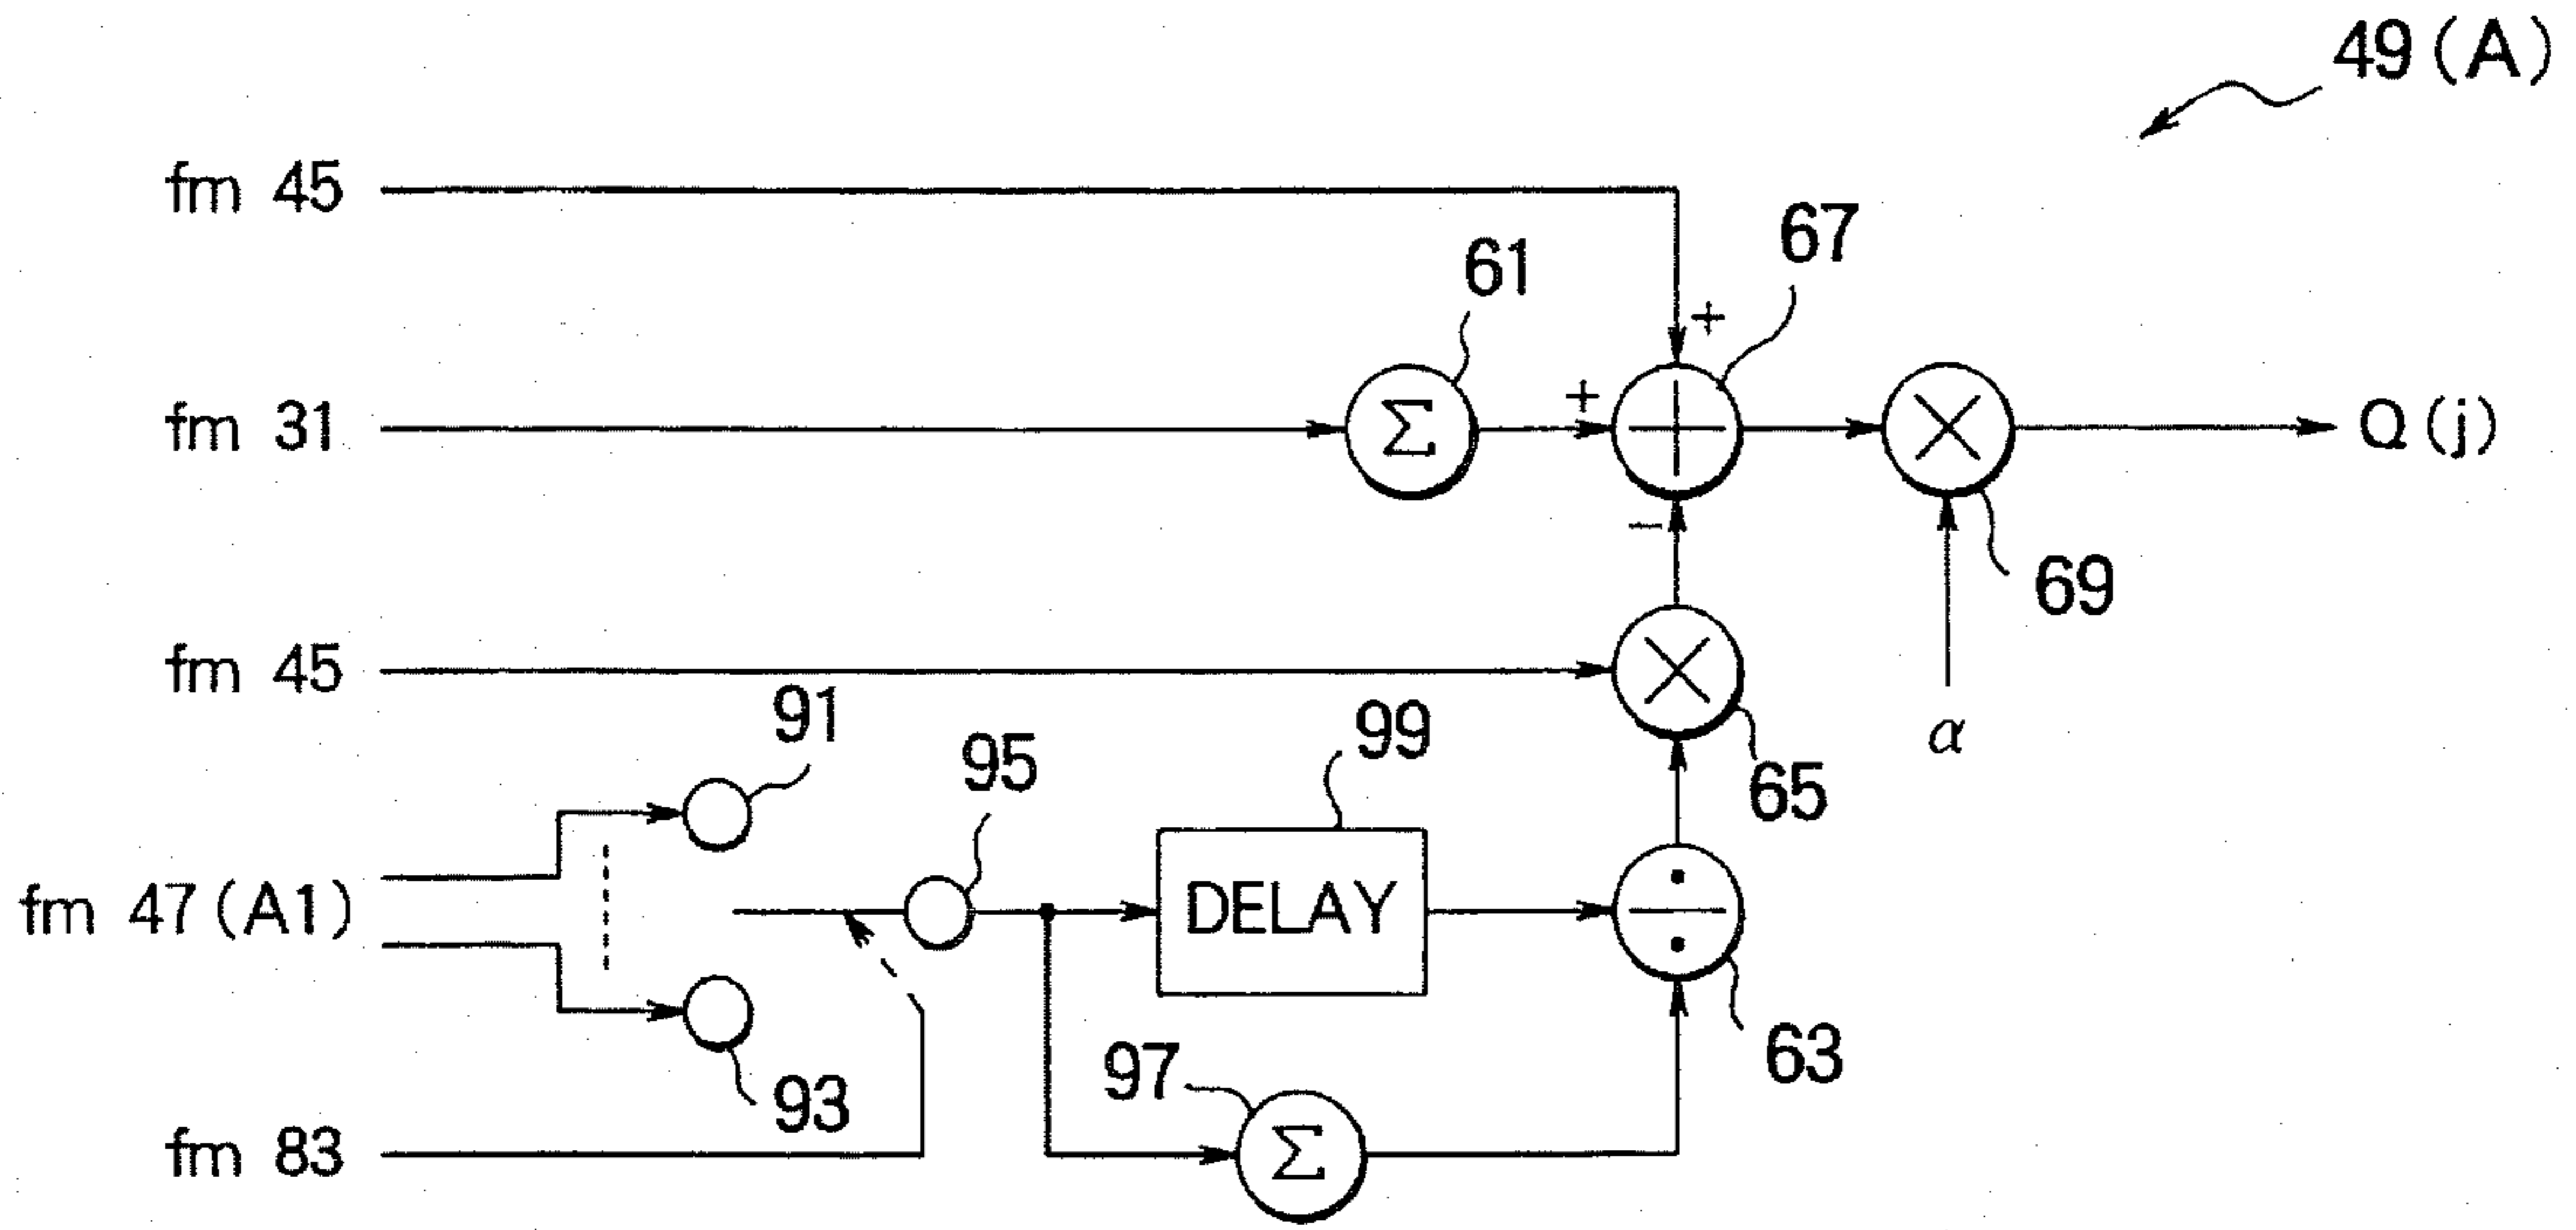 49 (A)
fm 45
67
61
+
fm 31
Σ
+
Q (j)
−
69
fm 45
α
91
99
95
65
DELAY
fm 47 (A1)
97
63
93
fm 83
Σ